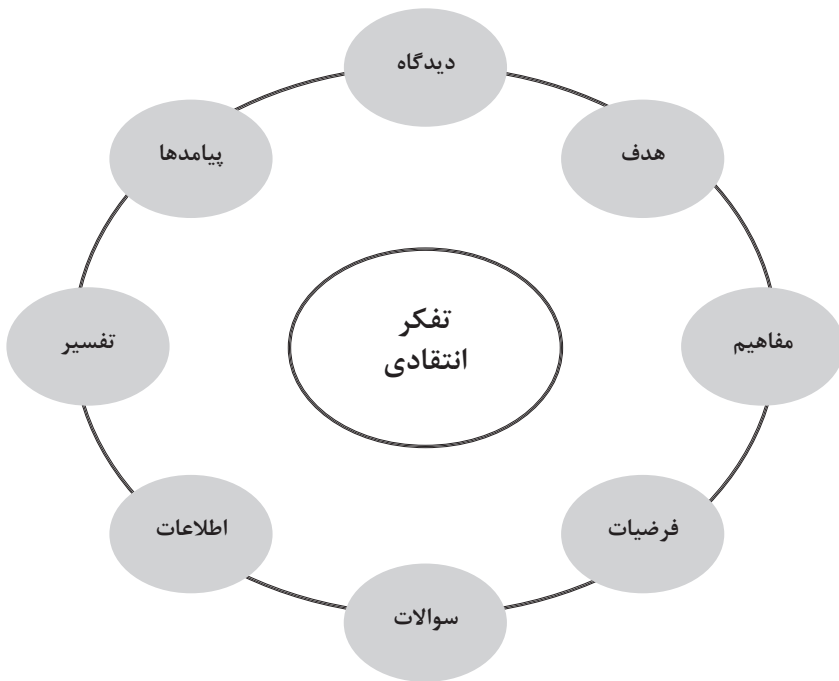 دیدگاه
هدف
پیامدها
تفکر
انتقادی
مفاهیم
تفسیر
فرضیات
اطلاعات
سوالات